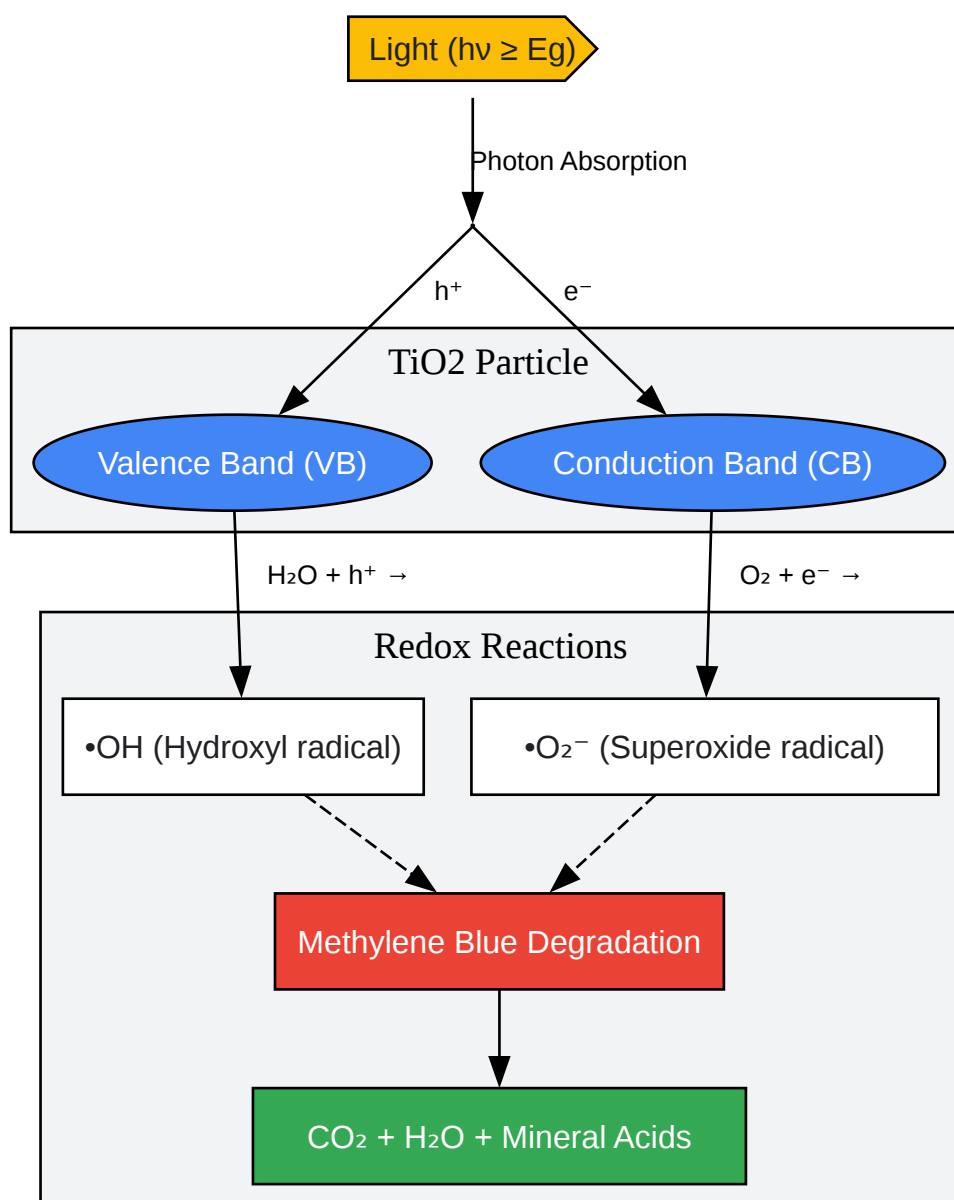 Light (hν ≥ Eg)
Photon Absorption
h⁺
e⁻
TiO2 Particle
Valence Band (VB)
Conduction Band (CB)
H₂O + h⁺ →
O₂ + e⁻ →
Redox Reactions
•OH (Hydroxyl radical)
•O₂⁻ (Superoxide radical)
Methylene Blue Degradation
CO₂ + H₂O + Mineral Acids